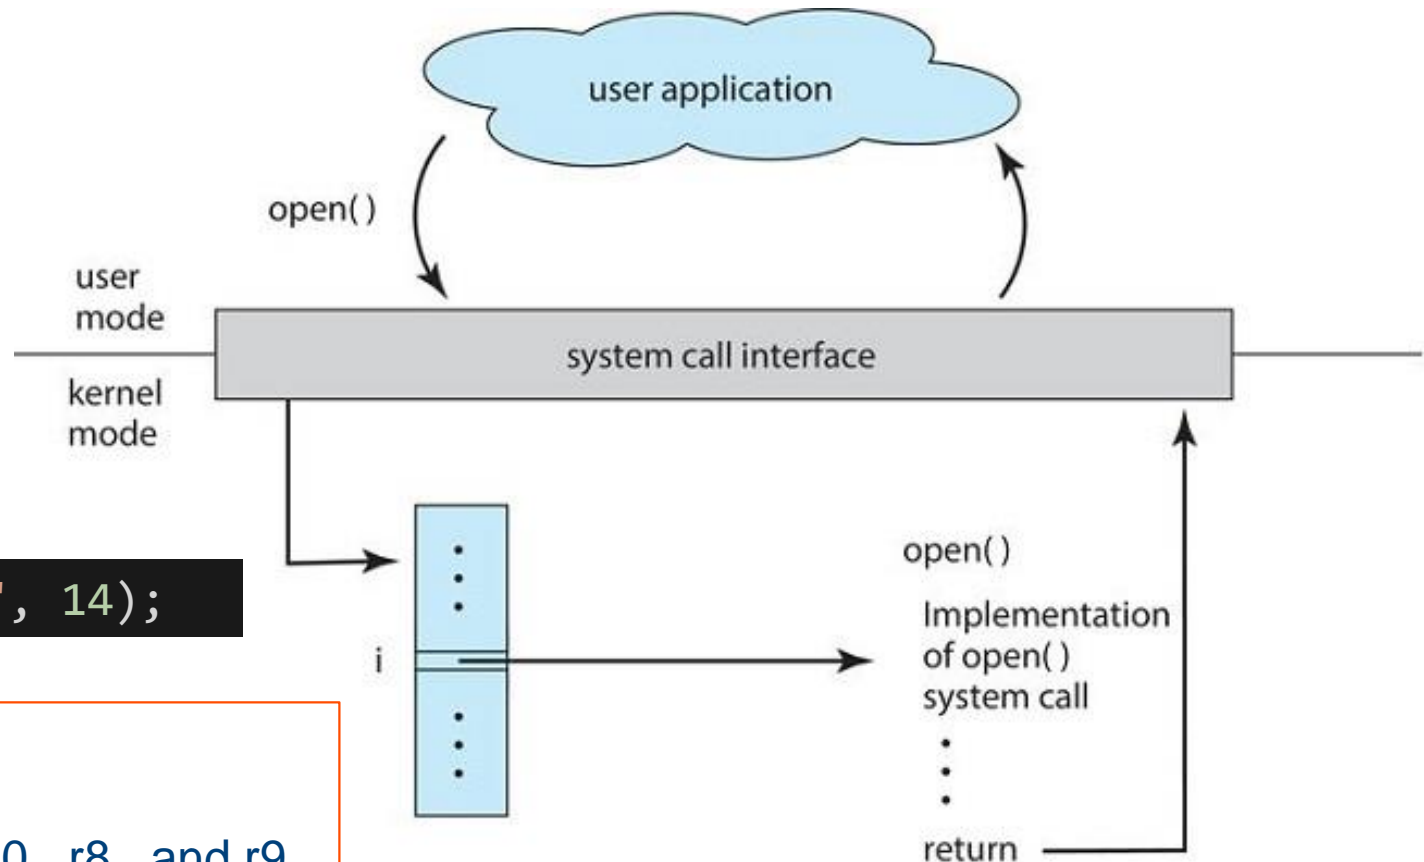 user application
open( )
user
mode
system call interface
kernel
mode
open( )
Implementation
of open( )
system call
", 14);
i
r8, and r9
return